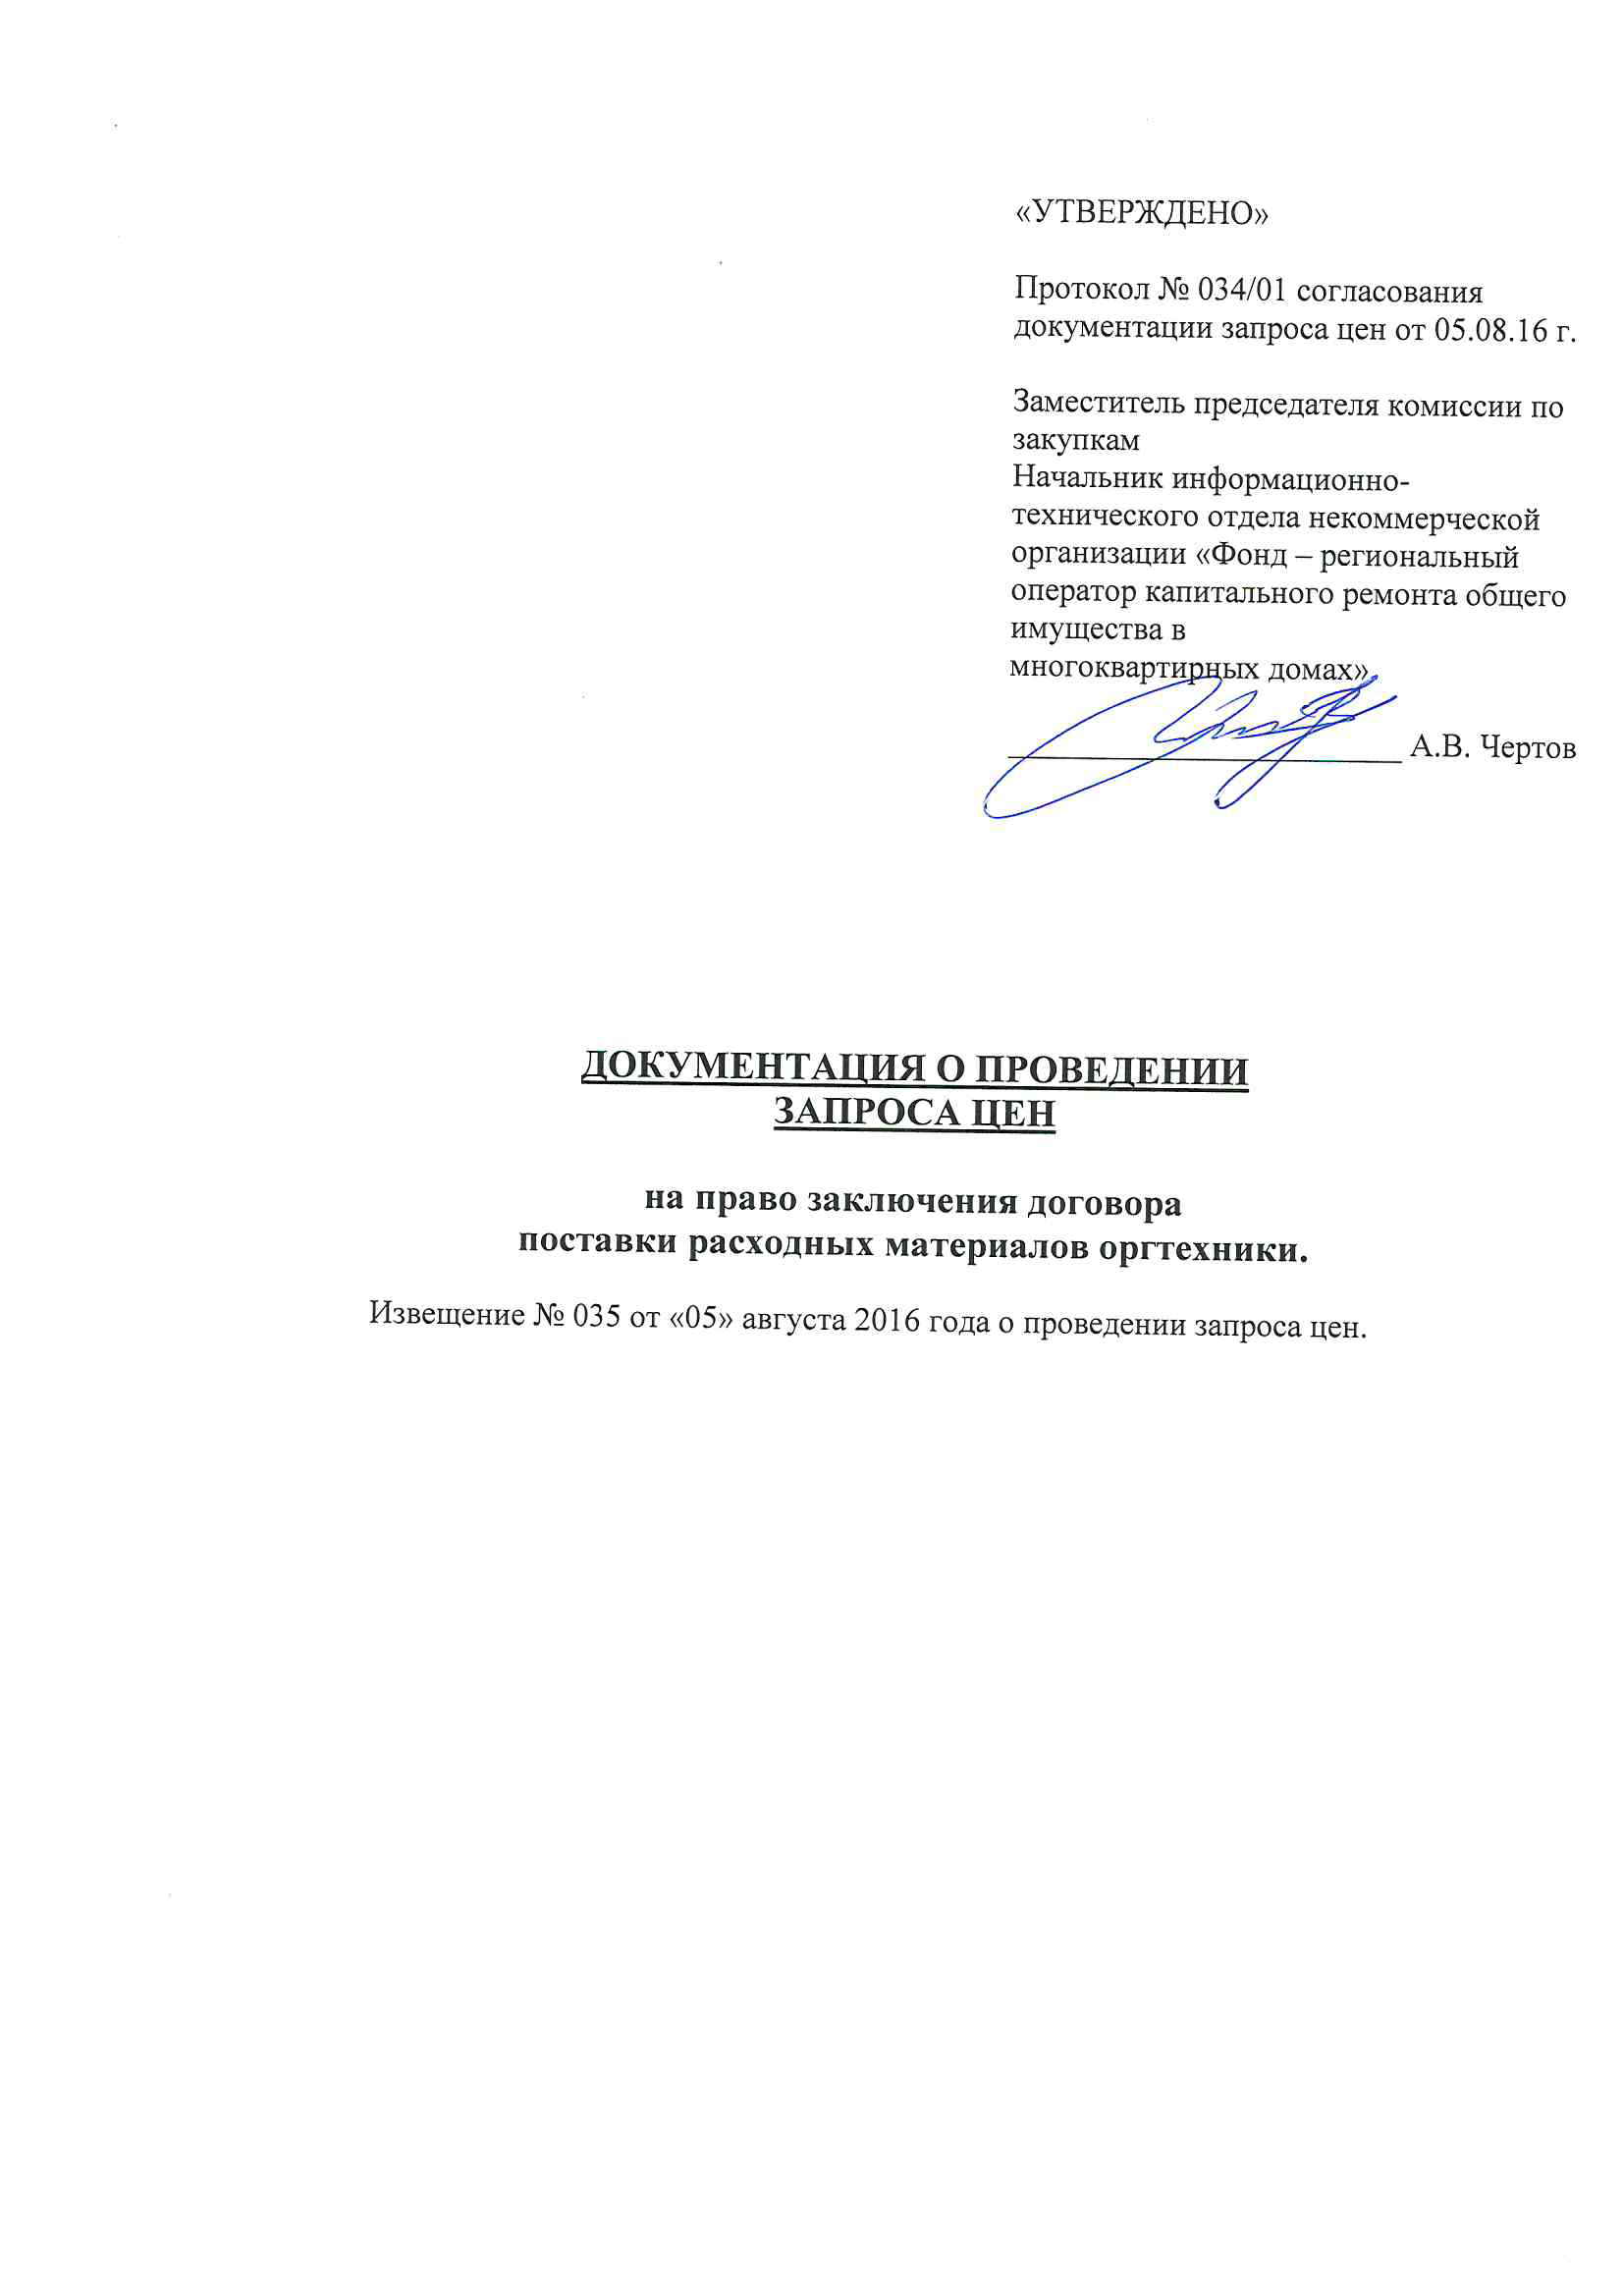 «УТВЕРЖДЕНО»
Протокол № 034/01 согласования
документации запроса цен от 05.08.16 г.
Заместитель председателя комиссии по
закупкам
Начальник информационно-
технического отдела некоммерческой
организации «Фонд – региональный
оператор капитального ремонта общего
имущества в
многоквартирных домах»
А.В. Чертов
ДОКУМЕНТАЦИЯ О ПРОВЕДЕНИИ
ЗАПРОСА ЦЕН
на право заключения договора
поставки расходных материалов оргтехники.
Извещение № 035 от «05» августа 2016 года о проведении запроса цен.